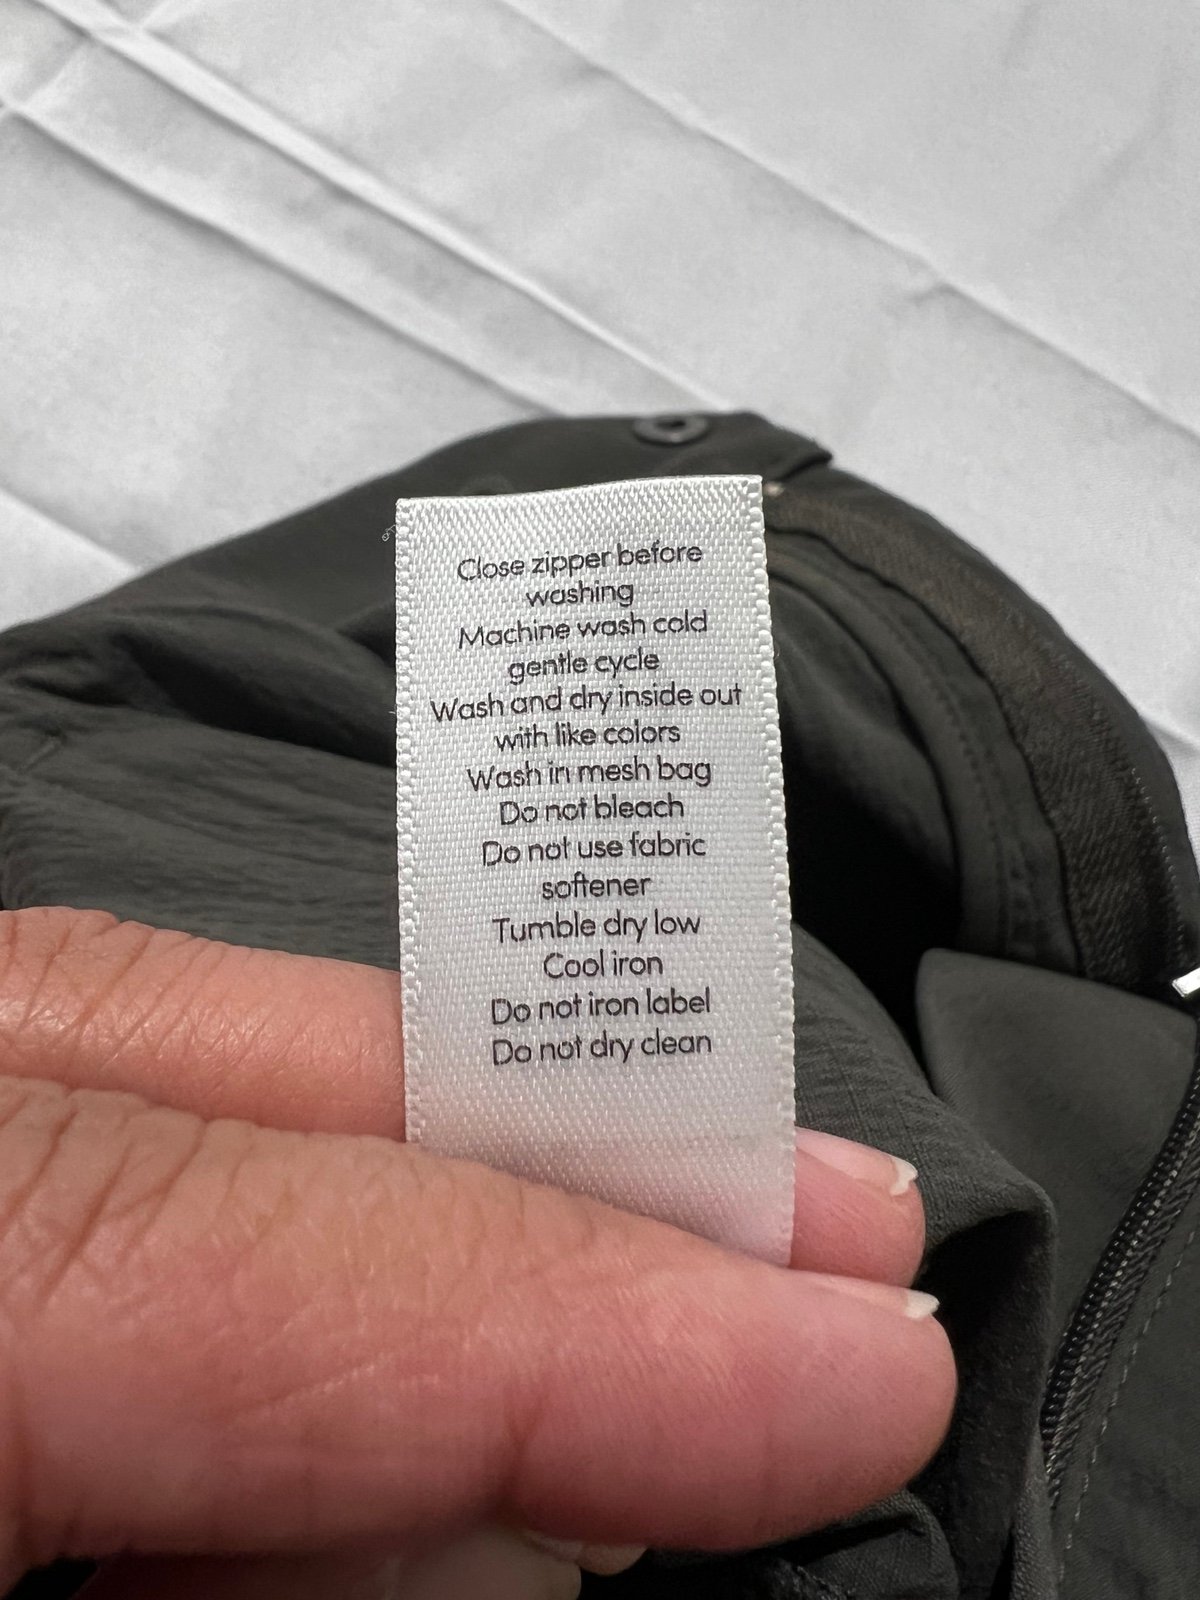 Close zipper before
washing
Machine wash cold
gentle cycle
Wash and dry inside out
with like colors
Wash in mesh bag
Do not bleach
Do not use fabric
softener
Tumble dry low
Cool iron
Do not iron label
Do not dry clean